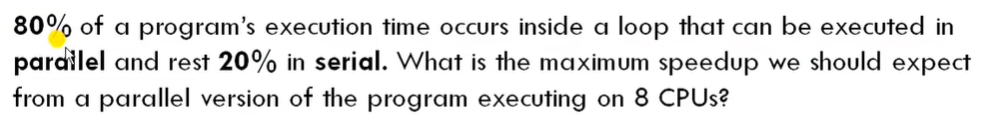 80% of a program's execution time occurs inside a loop that can be executed in
parallel and rest 20% in serial. What is the maximum speedup we should expect
from a parallel version of the program executing on 8 CPUs?